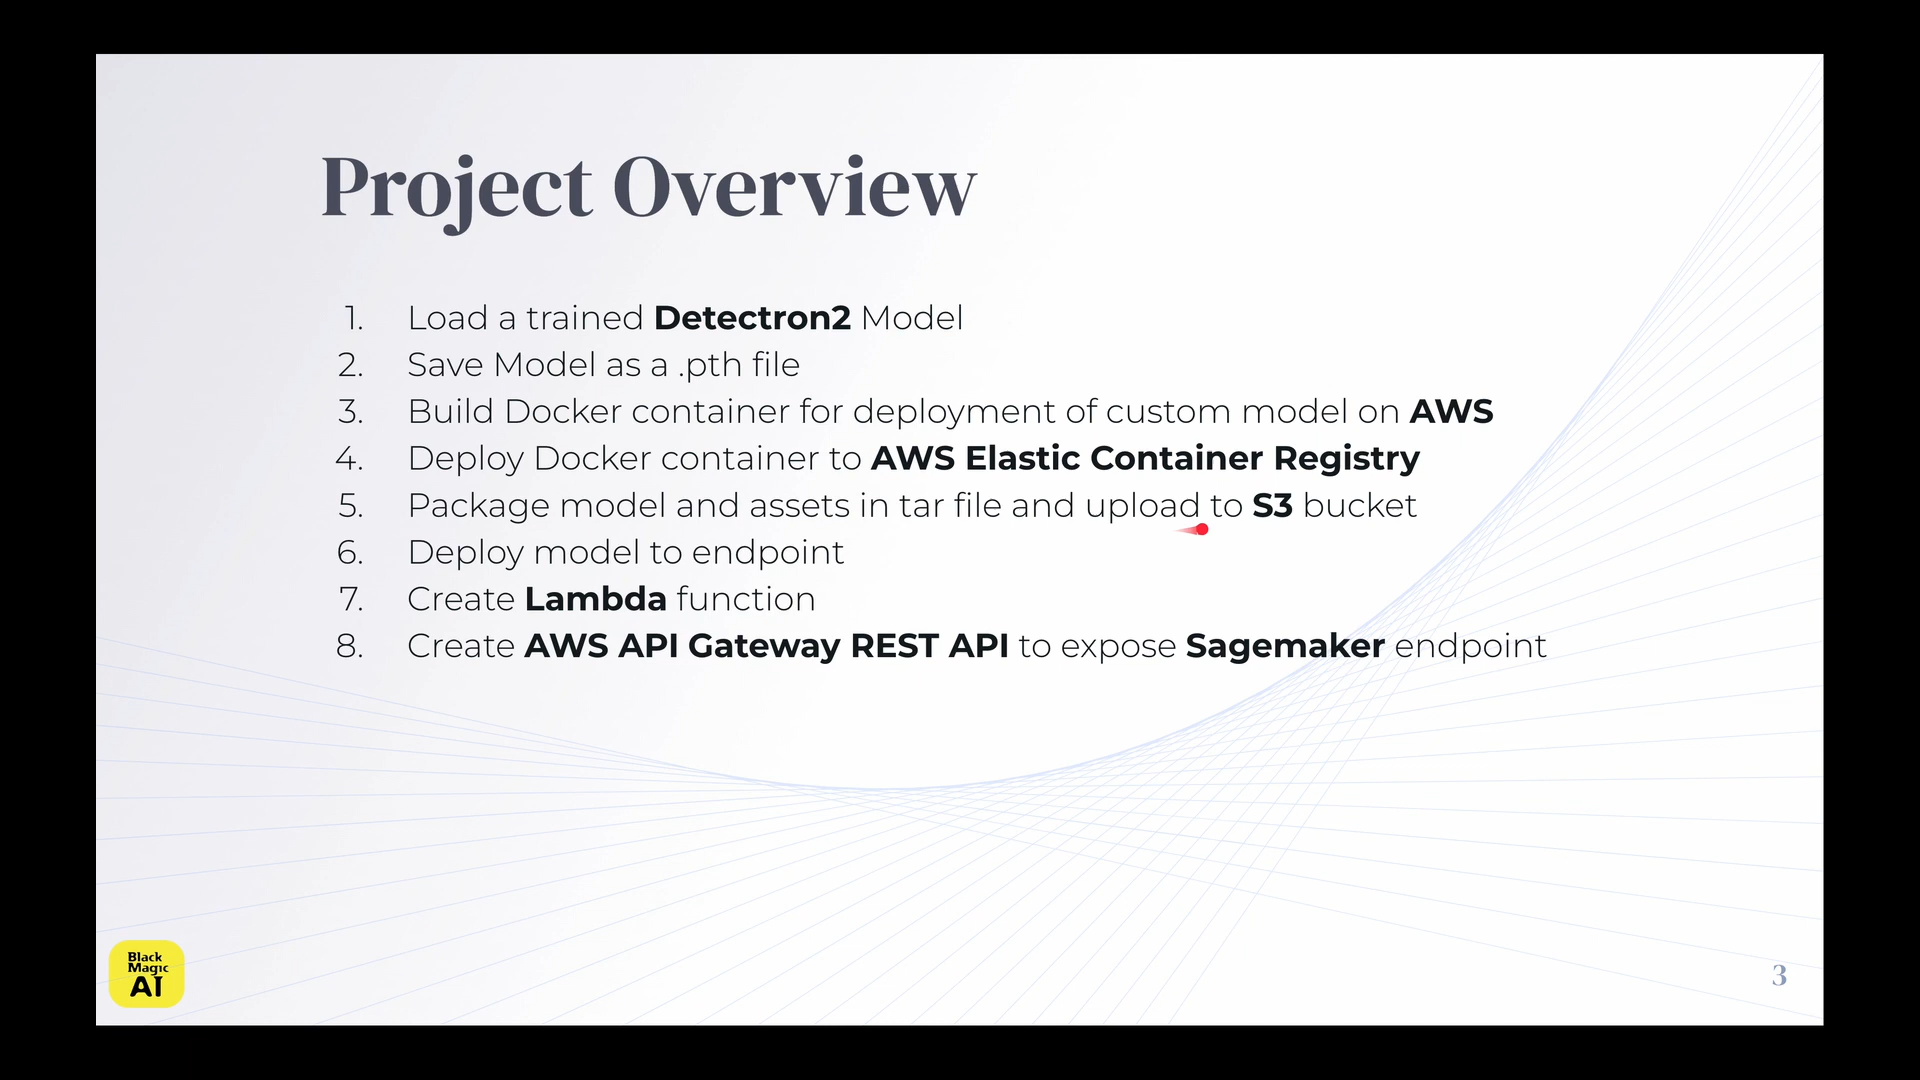 Project Overview
1. Load a trained Detectron2 Model
2. Save Model as a .pth file
3. Build Docker container for deployment of custom model on AWS
4. Deploy Docker container to AWS Elastic Container Registry
5. Package model and assets in tar file and upload to S3 bucket
6. Deploy model to endpoint
7. Create Lambda function
8. Create AWS API Gateway REST API to expose Sagemaker endpoint
Black
Magic
AI
3